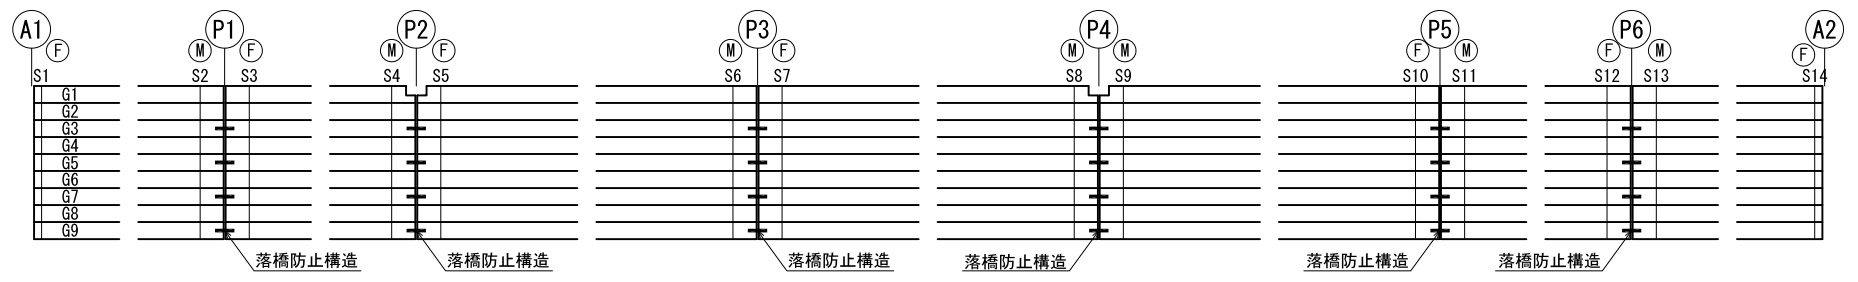 A1 P1 P2 P3 P4 P5 P6 A2
F M F M F M F M M F M F M F
S1 S2 S3 S4 S5 S6 S7 S8 S9 S10 S11 S12 S13 S14
G1
G2
G3
G4
G5
G6
G7
G8
G9
落橋防止構造 落橋防止構造 落橋防止構造 落橋防止構造 落橋防止構造 落橋防止構造